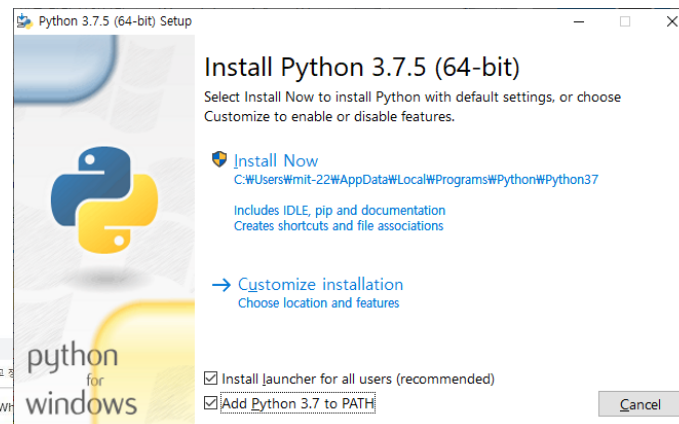 Python 3.7.5 (64-bit) Setup
Install Python 3.7.5 (64-bit)
Select Install Now to install Python with default settings, or choose
Customize to enable or disable features.
Install Now
C:₩Users₩mit-22₩AppData₩Local₩Programs₩Python₩Python37
Includes IDLE, pip and documentation
Creates shortcuts and file associations
Customize installation
Choose location and features
python
for
windows
Install launcher for all users (recommended)
Add Python 3.7 to PATH
Cancel